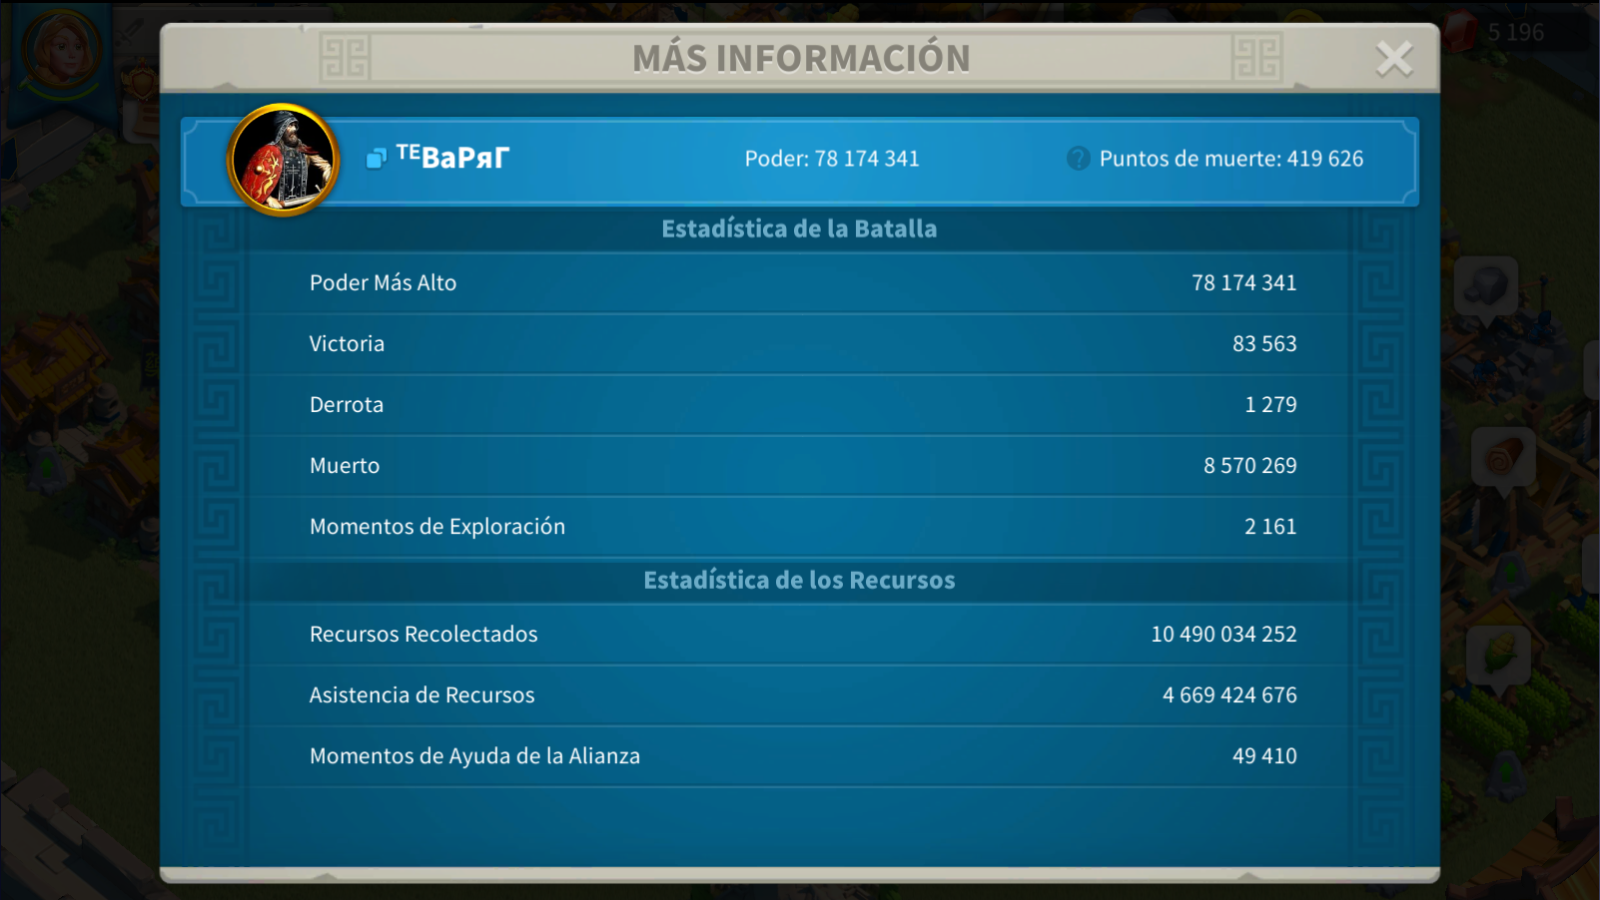 5 196
MÁS INFORMACIÓN
ᵀᴱВаРяГ
Poder: 78 174 341
Puntos de muerte: 419 626
Estadística de la Batalla
Poder Más Alto 78 174 341
Victoria 83 563
Derrota 1 279
Muerto 8 570 269
Momentos de Exploración 2 161
Estadística de los Recursos
Recursos Recolectados 10 490 034 252
Asistencia de Recursos 4 669 424 676
Momentos de Ayuda de la Alianza 49 410